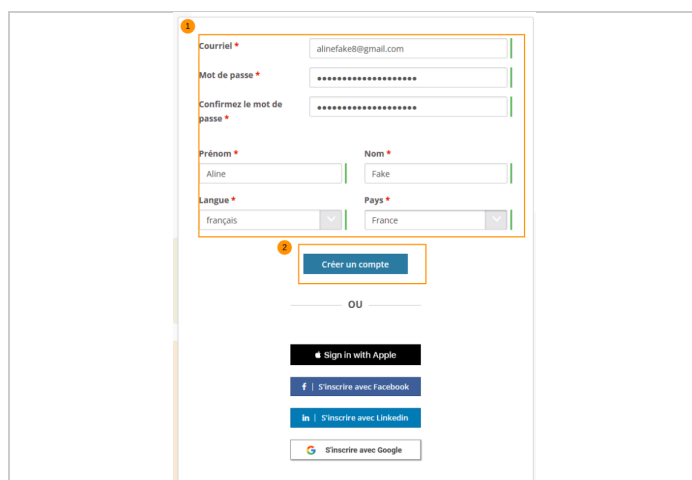 1
Courriel *
alinefake8@gmail.com
Mot de passe *
••••••••••••••••••••
Confirmez le mot de
passe *
••••••••••••••••••••
Prénom * Nom *
Aline Fake
Langue * Pays *
français France
2
Créer un compte
OU
Sign in with Apple
f | S'inscrire avec Facebook
in | S'inscrire avec Linkedin
G S'inscrire avec Google